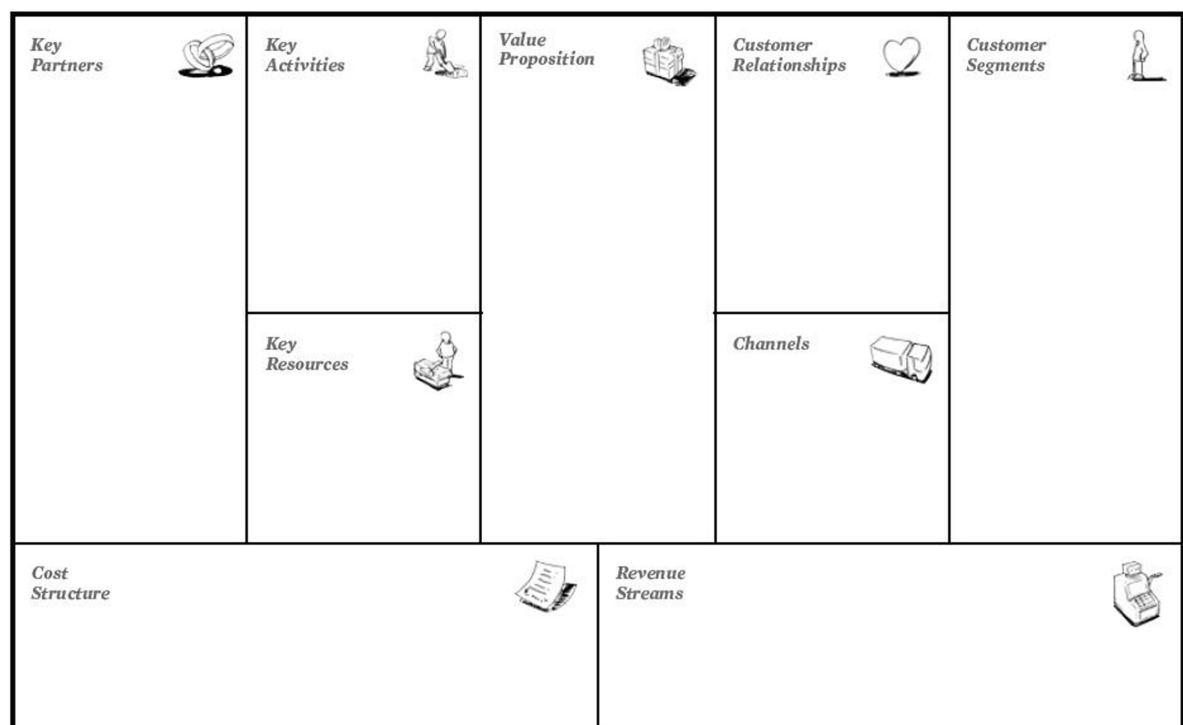 Key
Partners
Key
Activities
Value
Proposition
Customer
Relationships
Customer
Segments
Key
Resources
Channels
Cost
Structure
Revenue
Streams